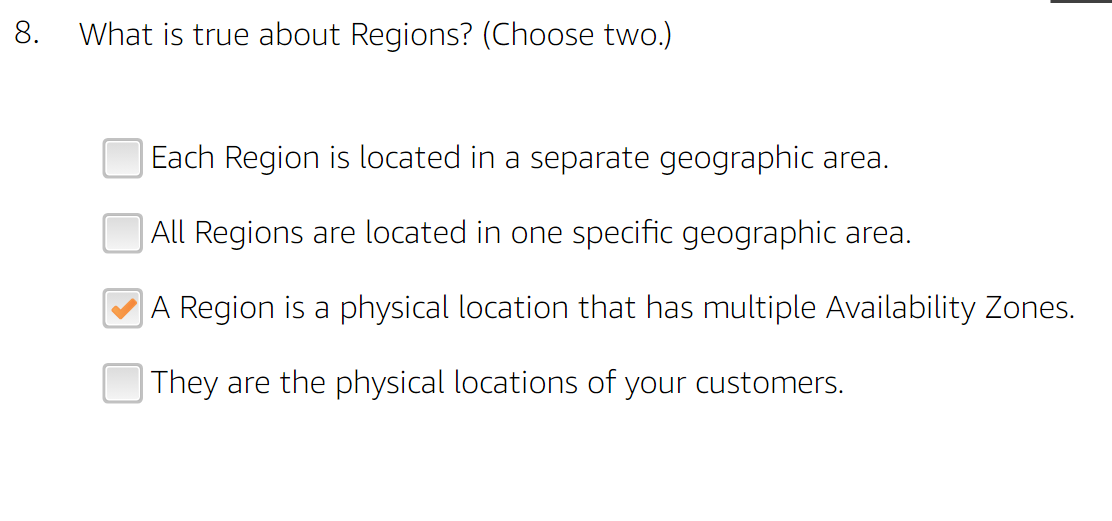 8. What is true about Regions? (Choose two.)
Each Region is located in a separate geographic area.
All Regions are located in one specific geographic area.
A Region is a physical location that has multiple Availability Zones.
They are the physical locations of your customers.